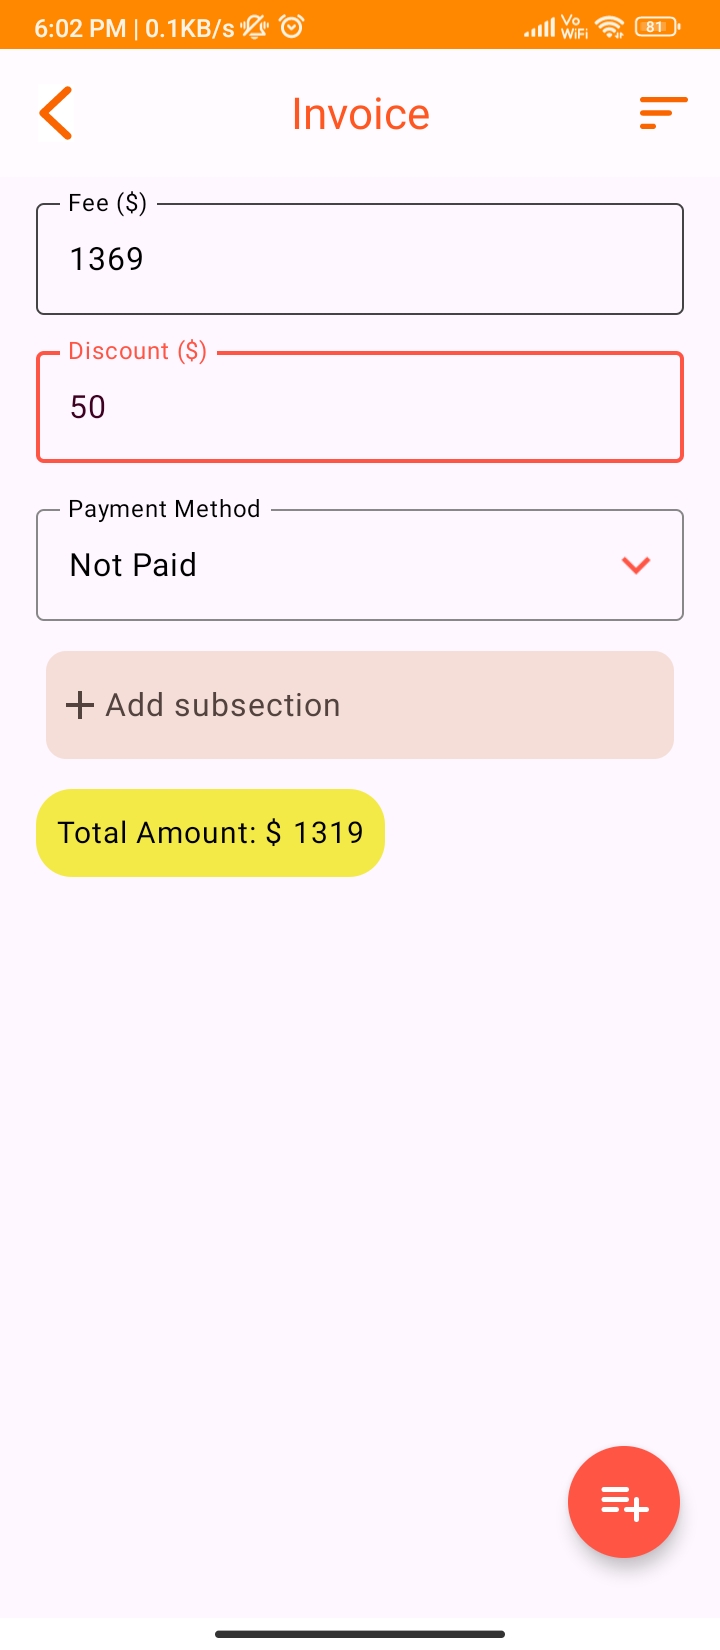 6:02 PM | 0.1KB/s Vo WiFi 81
Invoice
Fee ($)
1369
Discount ($)
50
Payment Method
Not Paid
Add subsection
Total Amount: $ 1319